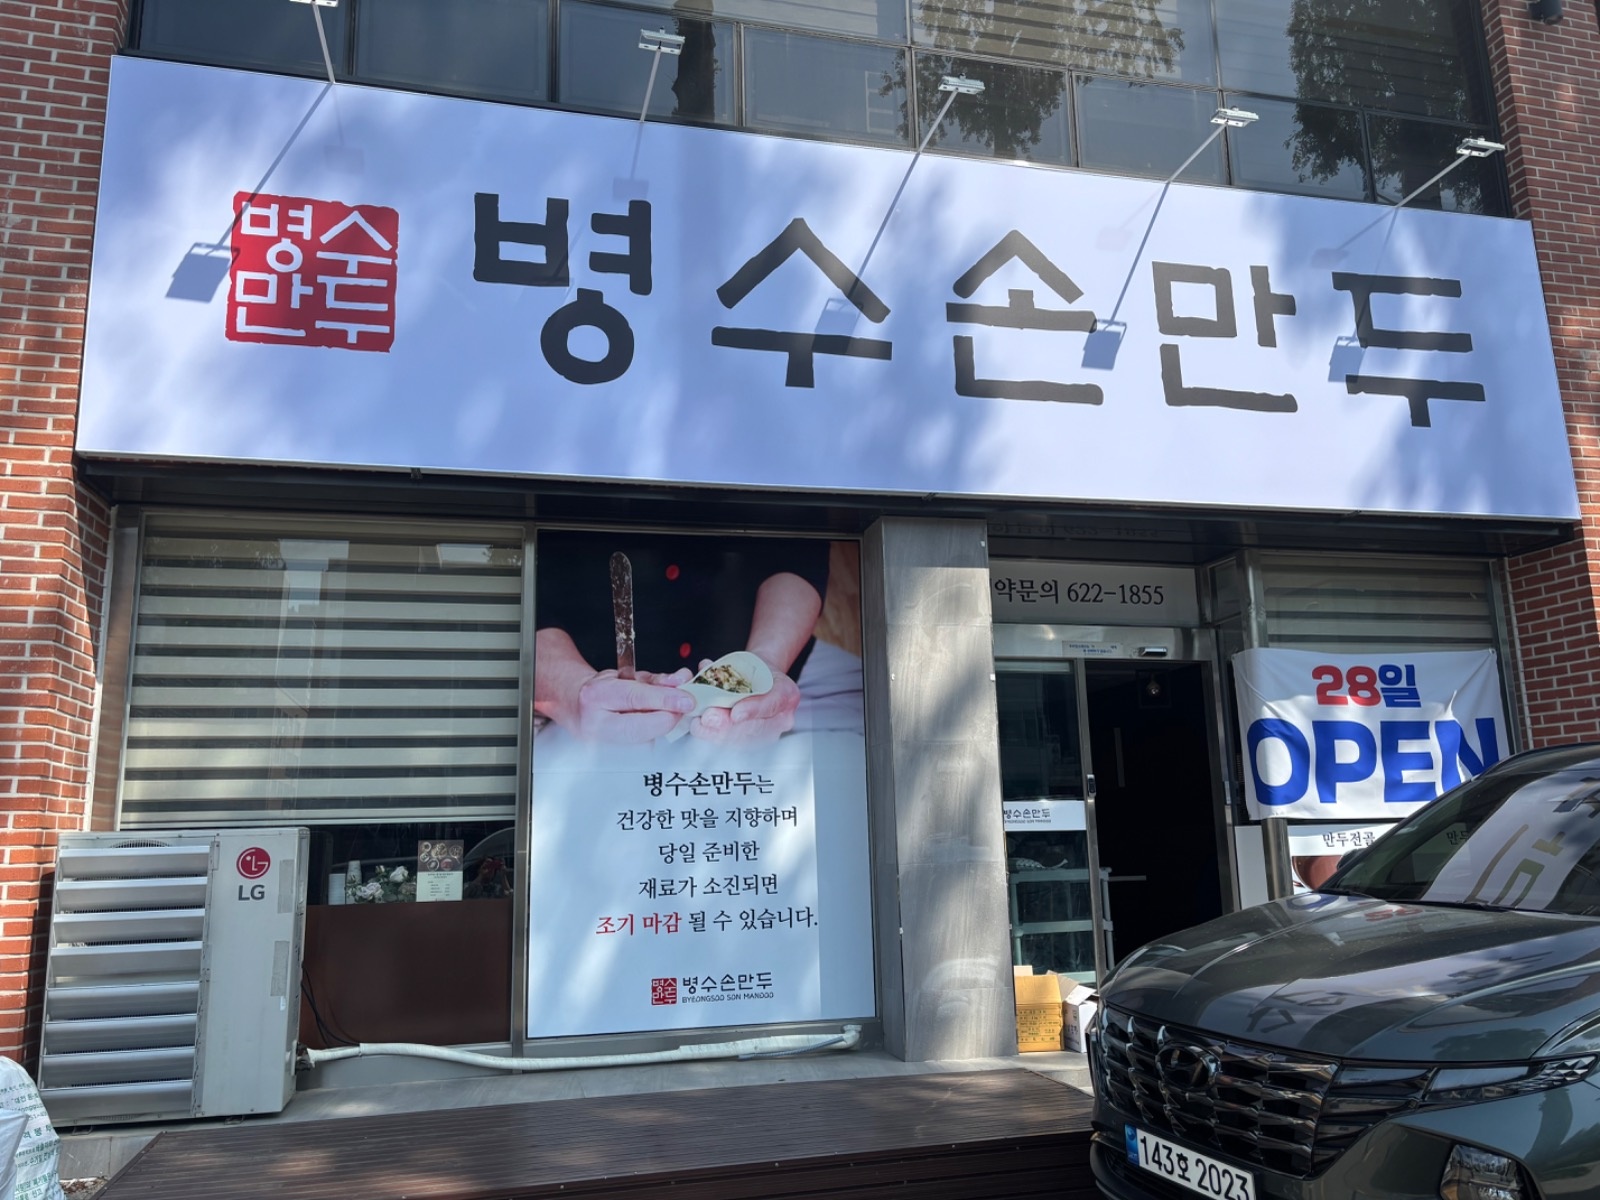 병수
만두
병수손만두
약문의 622-1855
28일
OPEN
병수손만두는
건강한 맛을 지향하며
당일 준비한
재료가 소진되면
조기 마감 될 수 있습니다.
병수
만두
병수손만두
BYEONGSOO SON MANDOO
병수손만두
만두전골
LG
143호 2023